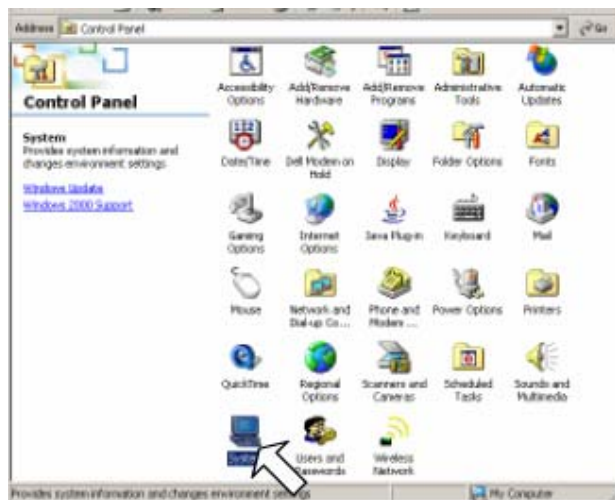 Address Control Panel Go
Control Panel
System
Provides system information and
changes environment settings
Windows Update
Windows 2000 Support
Accessibility Options
Add/Remove Hardware
Add/Remove Programs
Administrative Tools
Automatic Updates
Date/Time
Dell Modem on Hold
Display
Folder Options
Fonts
Gaming Options
Internet Options
Java Plug-in
Keyboard
Mail
Mouse
Network and Dial-up Co...
Phone and Modem ...
Power Options
Printers
QuickTime
Regional Options
Scanners and Cameras
Scheduled Tasks
Sounds and Multimedia
System
Users and Passwords
Wireless Network
Provides system information and changes environment settings
My Computer